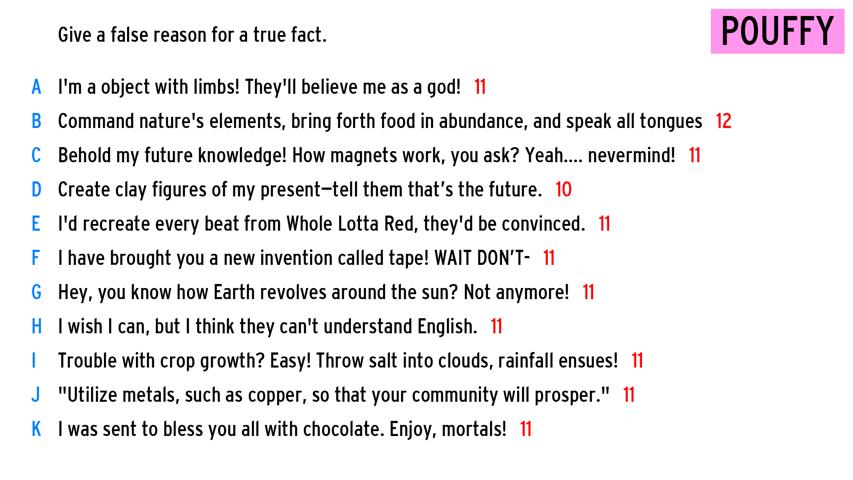 Give a false reason for a true fact.
POUFFY
A I'm a object with limbs! They'll believe me as a god! 11
B Command nature's elements, bring forth food in abundance, and speak all tongues 12
C Behold my future knowledge! How magnets work, you ask? Yeah.... nevermind! 11
D Create clay figures of my present—tell them that’s the future. 10
E I'd recreate every beat from Whole Lotta Red, they'd be convinced. 11
F I have brought you a new invention called tape! WAIT DON’T- 11
G Hey, you know how Earth revolves around the sun? Not anymore! 11
H I wish I can, but I think they can't understand English. 11
I Trouble with crop growth? Easy! Throw salt into clouds, rainfall ensues! 11
J "Utilize metals, such as copper, so that your community will prosper." 11
K I was sent to bless you all with chocolate. Enjoy, mortals! 11